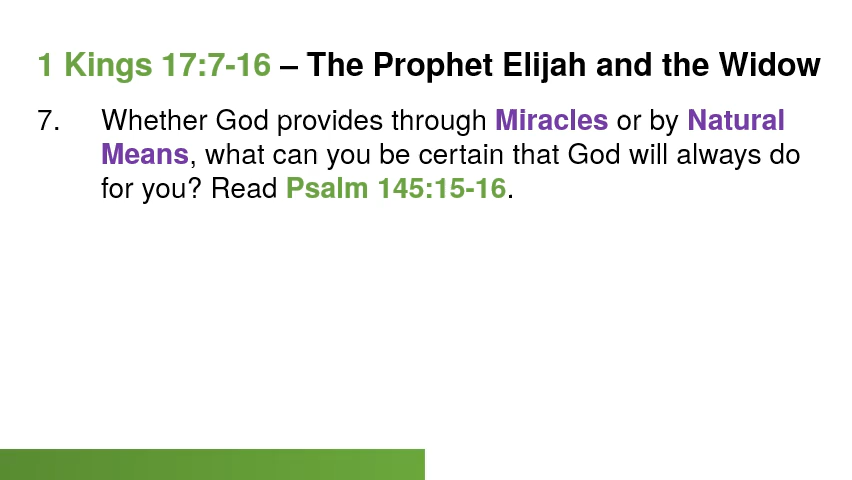 1 Kings 17:7-16 – The Prophet Elijah and the Widow
7. Whether God provides through Miracles or by Natural
Means, what can you be certain that God will always do
for you? Read Psalm 145:15-16.